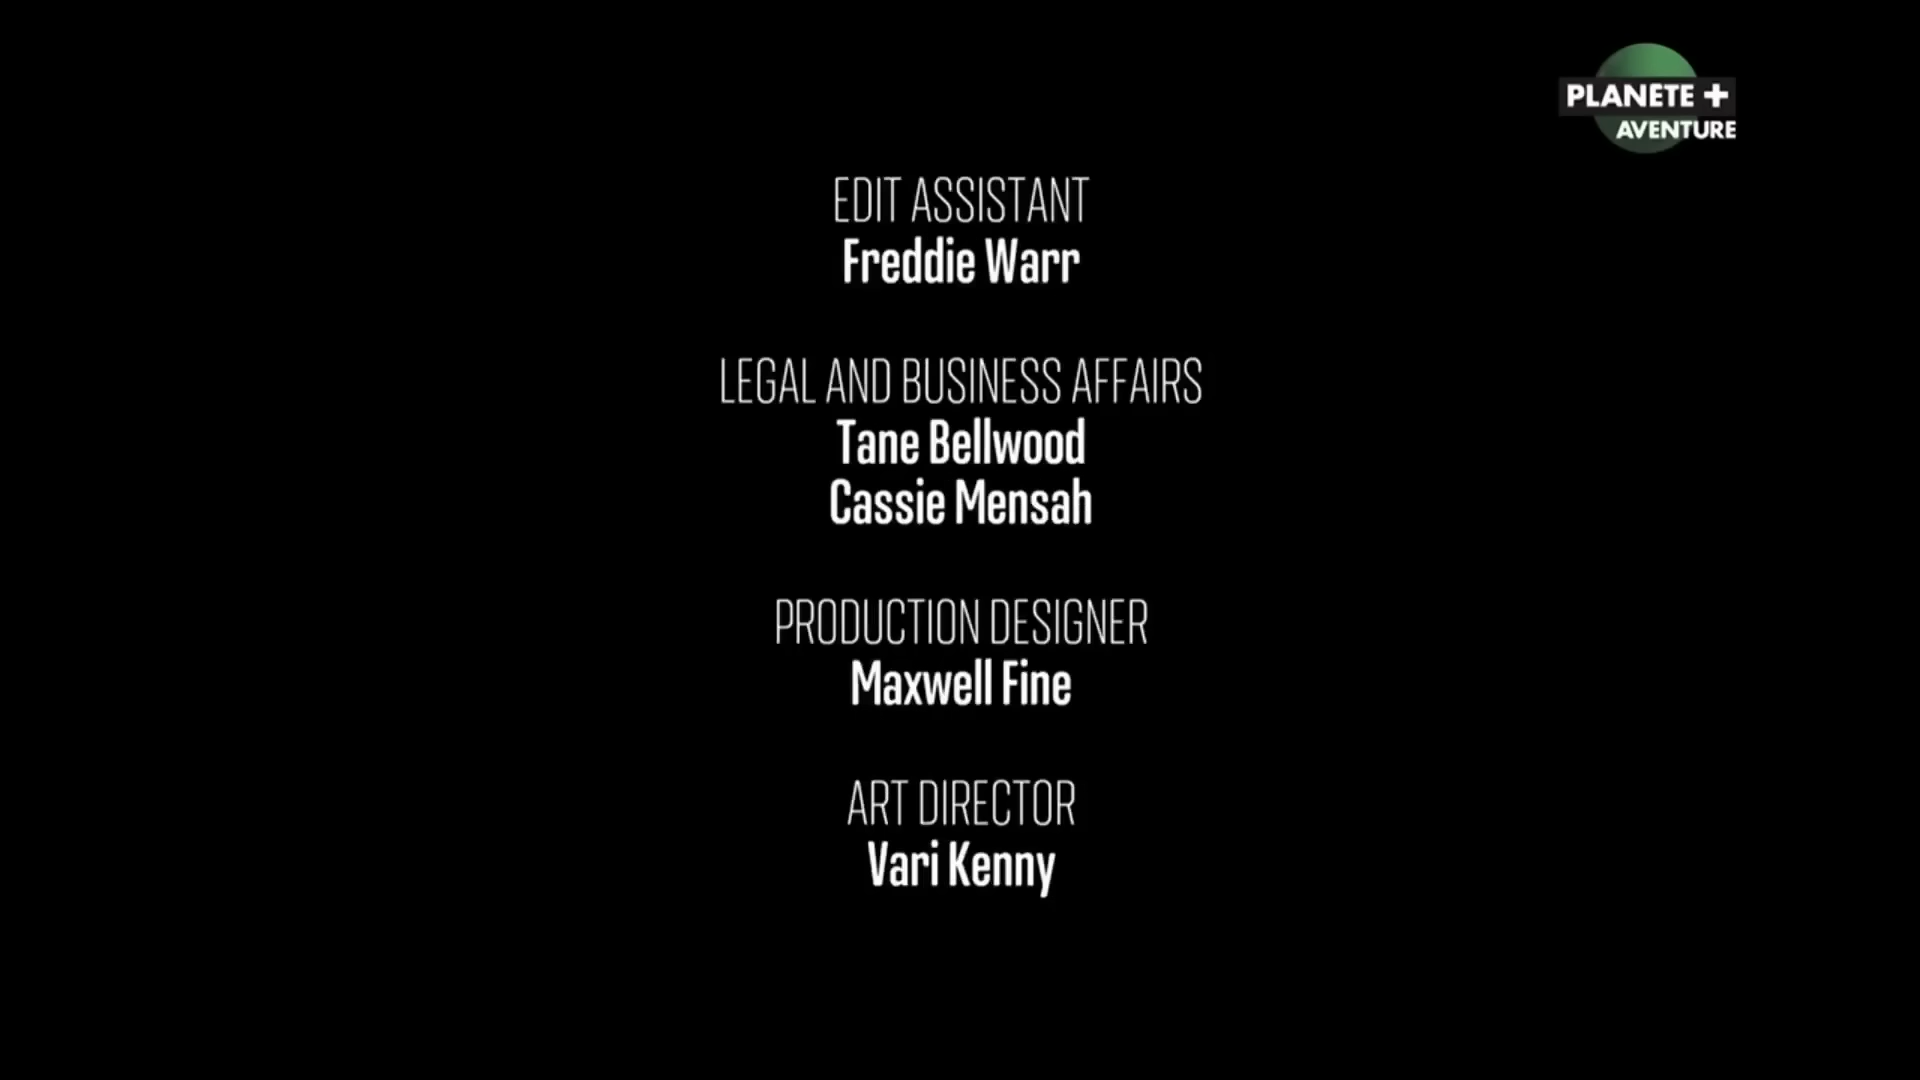 PLANÈTE +
AVENTURE
EDIT ASSISTANT
Freddie Warr
LEGAL AND BUSINESS AFFAIRS
Tane Bellwood
Cassie Mensah
PRODUCTION DESIGNER
Maxwell Fine
ART DIRECTOR
Vari Kenny